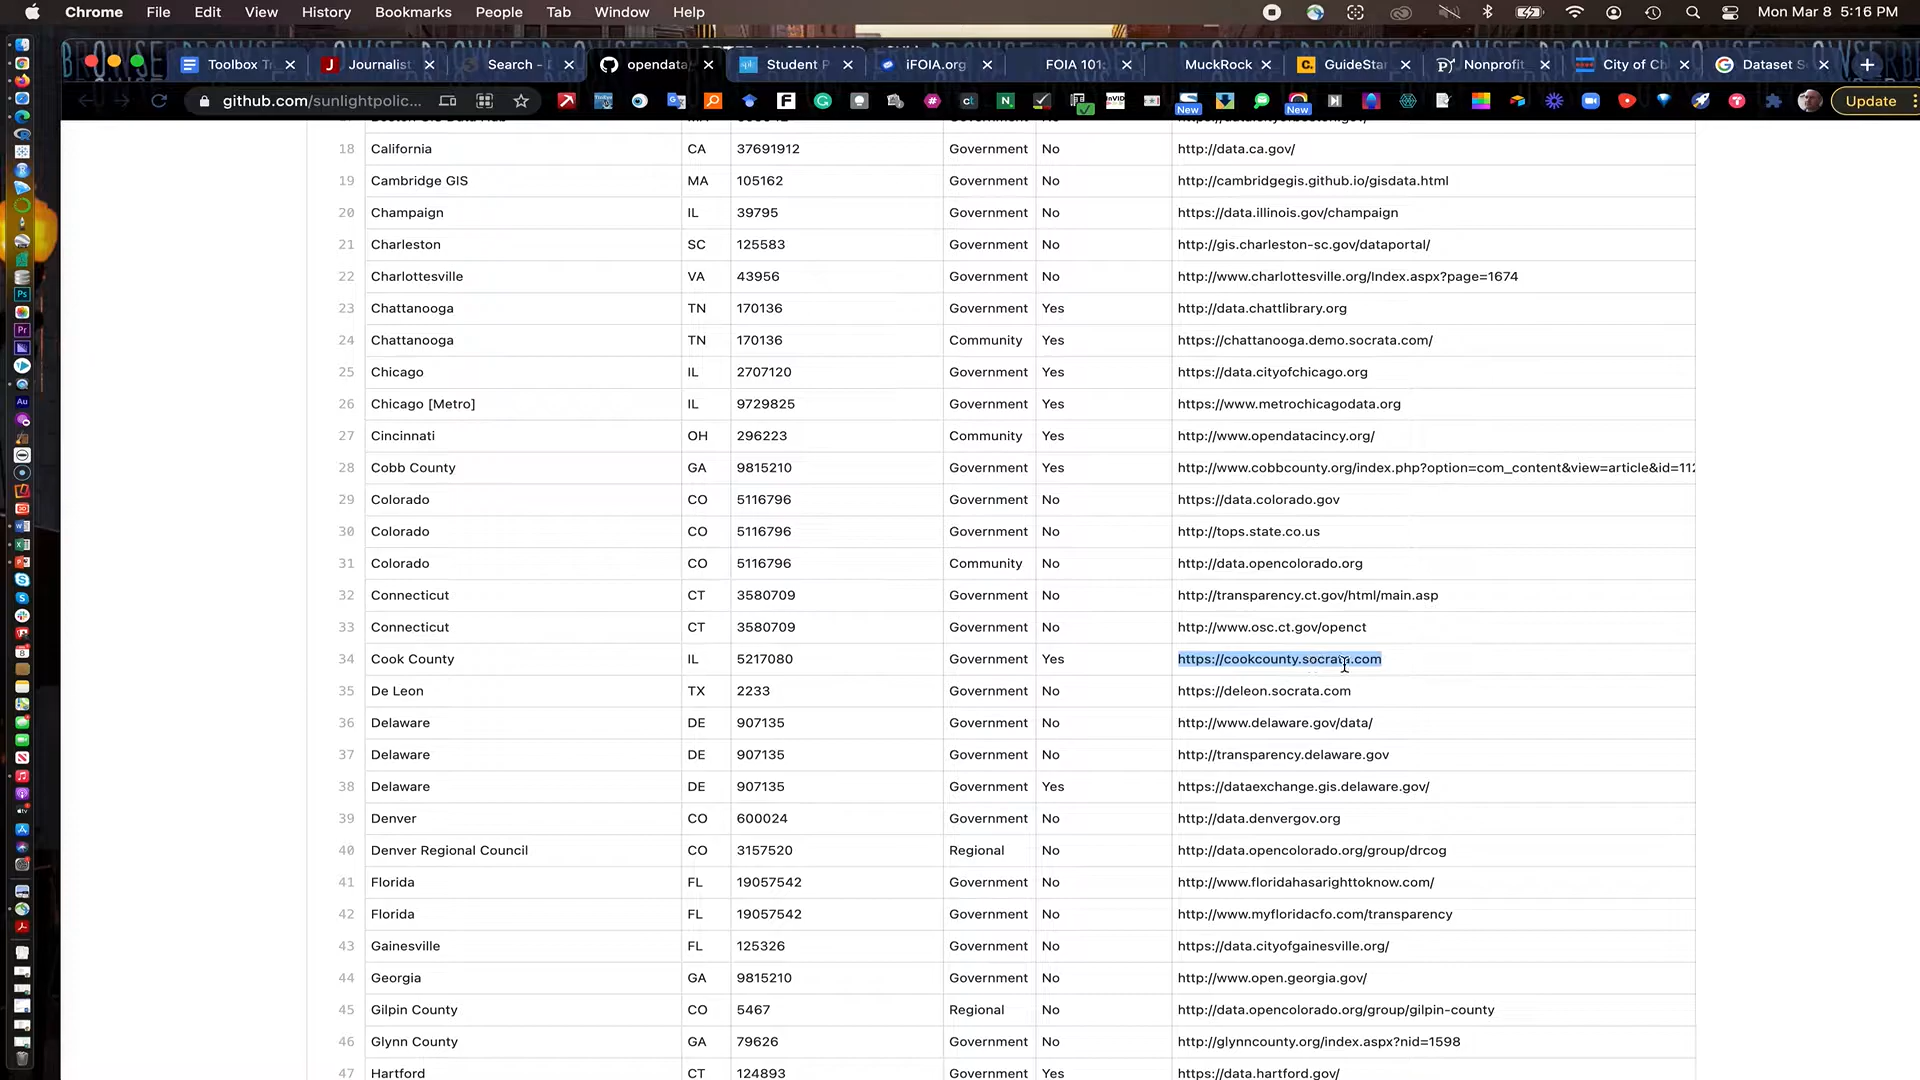 Chrome File Edit View History Bookmarks People Tab Window Help Mon Mar 8 5:16 PM
Toolbox Tr Journalist Search - opendata Student P iFOIA.org FOIA 101: MuckRock GuideStar Nonprofit City of Ch Dataset S
github.com/sunlightpolic... Update
18 California CA 37691912 Government No http://data.ca.gov/
19 Cambridge GIS MA 105162 Government No http://cambridgegis.github.io/gisdata.html
20 Champaign IL 39795 Government No https://data.illinois.gov/champaign
21 Charleston SC 125583 Government No http://gis.charleston-sc.gov/dataportal/
22 Charlottesville VA 43956 Government No http://www.charlottesville.org/Index.aspx?page=1674
23 Chattanooga TN 170136 Government Yes http://data.chattlibrary.org
24 Chattanooga TN 170136 Community Yes https://chattanooga.demo.socrata.com/
25 Chicago IL 2707120 Government Yes https://data.cityofchicago.org
26 Chicago [Metro] IL 9729825 Government Yes https://www.metrochicagodata.org
27 Cincinnati OH 296223 Community Yes http://www.opendatacincy.org/
28 Cobb County GA 9815210 Government Yes http://www.cobbcounty.org/index.php?option=com_content&view=article&id=112
29 Colorado CO 5116796 Government No https://data.colorado.gov
30 Colorado CO 5116796 Government No http://tops.state.co.us
31 Colorado CO 5116796 Community No http://data.opencolorado.org
32 Connecticut CT 3580709 Government No http://transparency.ct.gov/html/main.asp
33 Connecticut CT 3580709 Government No http://www.osc.ct.gov/openct
34 Cook County IL 5217080 Government Yes https://cookcounty.socrata.com
35 De Leon TX 2233 Government No https://deleon.socrata.com
36 Delaware DE 907135 Government No http://www.delaware.gov/data/
37 Delaware DE 907135 Government No http://transparency.delaware.gov
38 Delaware DE 907135 Government Yes https://dataexchange.gis.delaware.gov/
39 Denver CO 600024 Government No http://data.denvergov.org
40 Denver Regional Council CO 3157520 Regional No http://data.opencolorado.org/group/drcog
41 Florida FL 19057542 Government No http://www.floridahasarighttoknow.com/
42 Florida FL 19057542 Government No http://www.myfloridacfo.com/transparency
43 Gainesville FL 125326 Government No https://data.cityofgainesville.org/
44 Georgia GA 9815210 Government No http://www.open.georgia.gov/
45 Gilpin County CO 5467 Regional No http://data.opencolorado.org/group/gilpin-county
46 Glynn County GA 79626 Government No http://glynncounty.org/index.aspx?nid=1598
47 Hartford CT 124893 Government Yes https://data.hartford.gov/